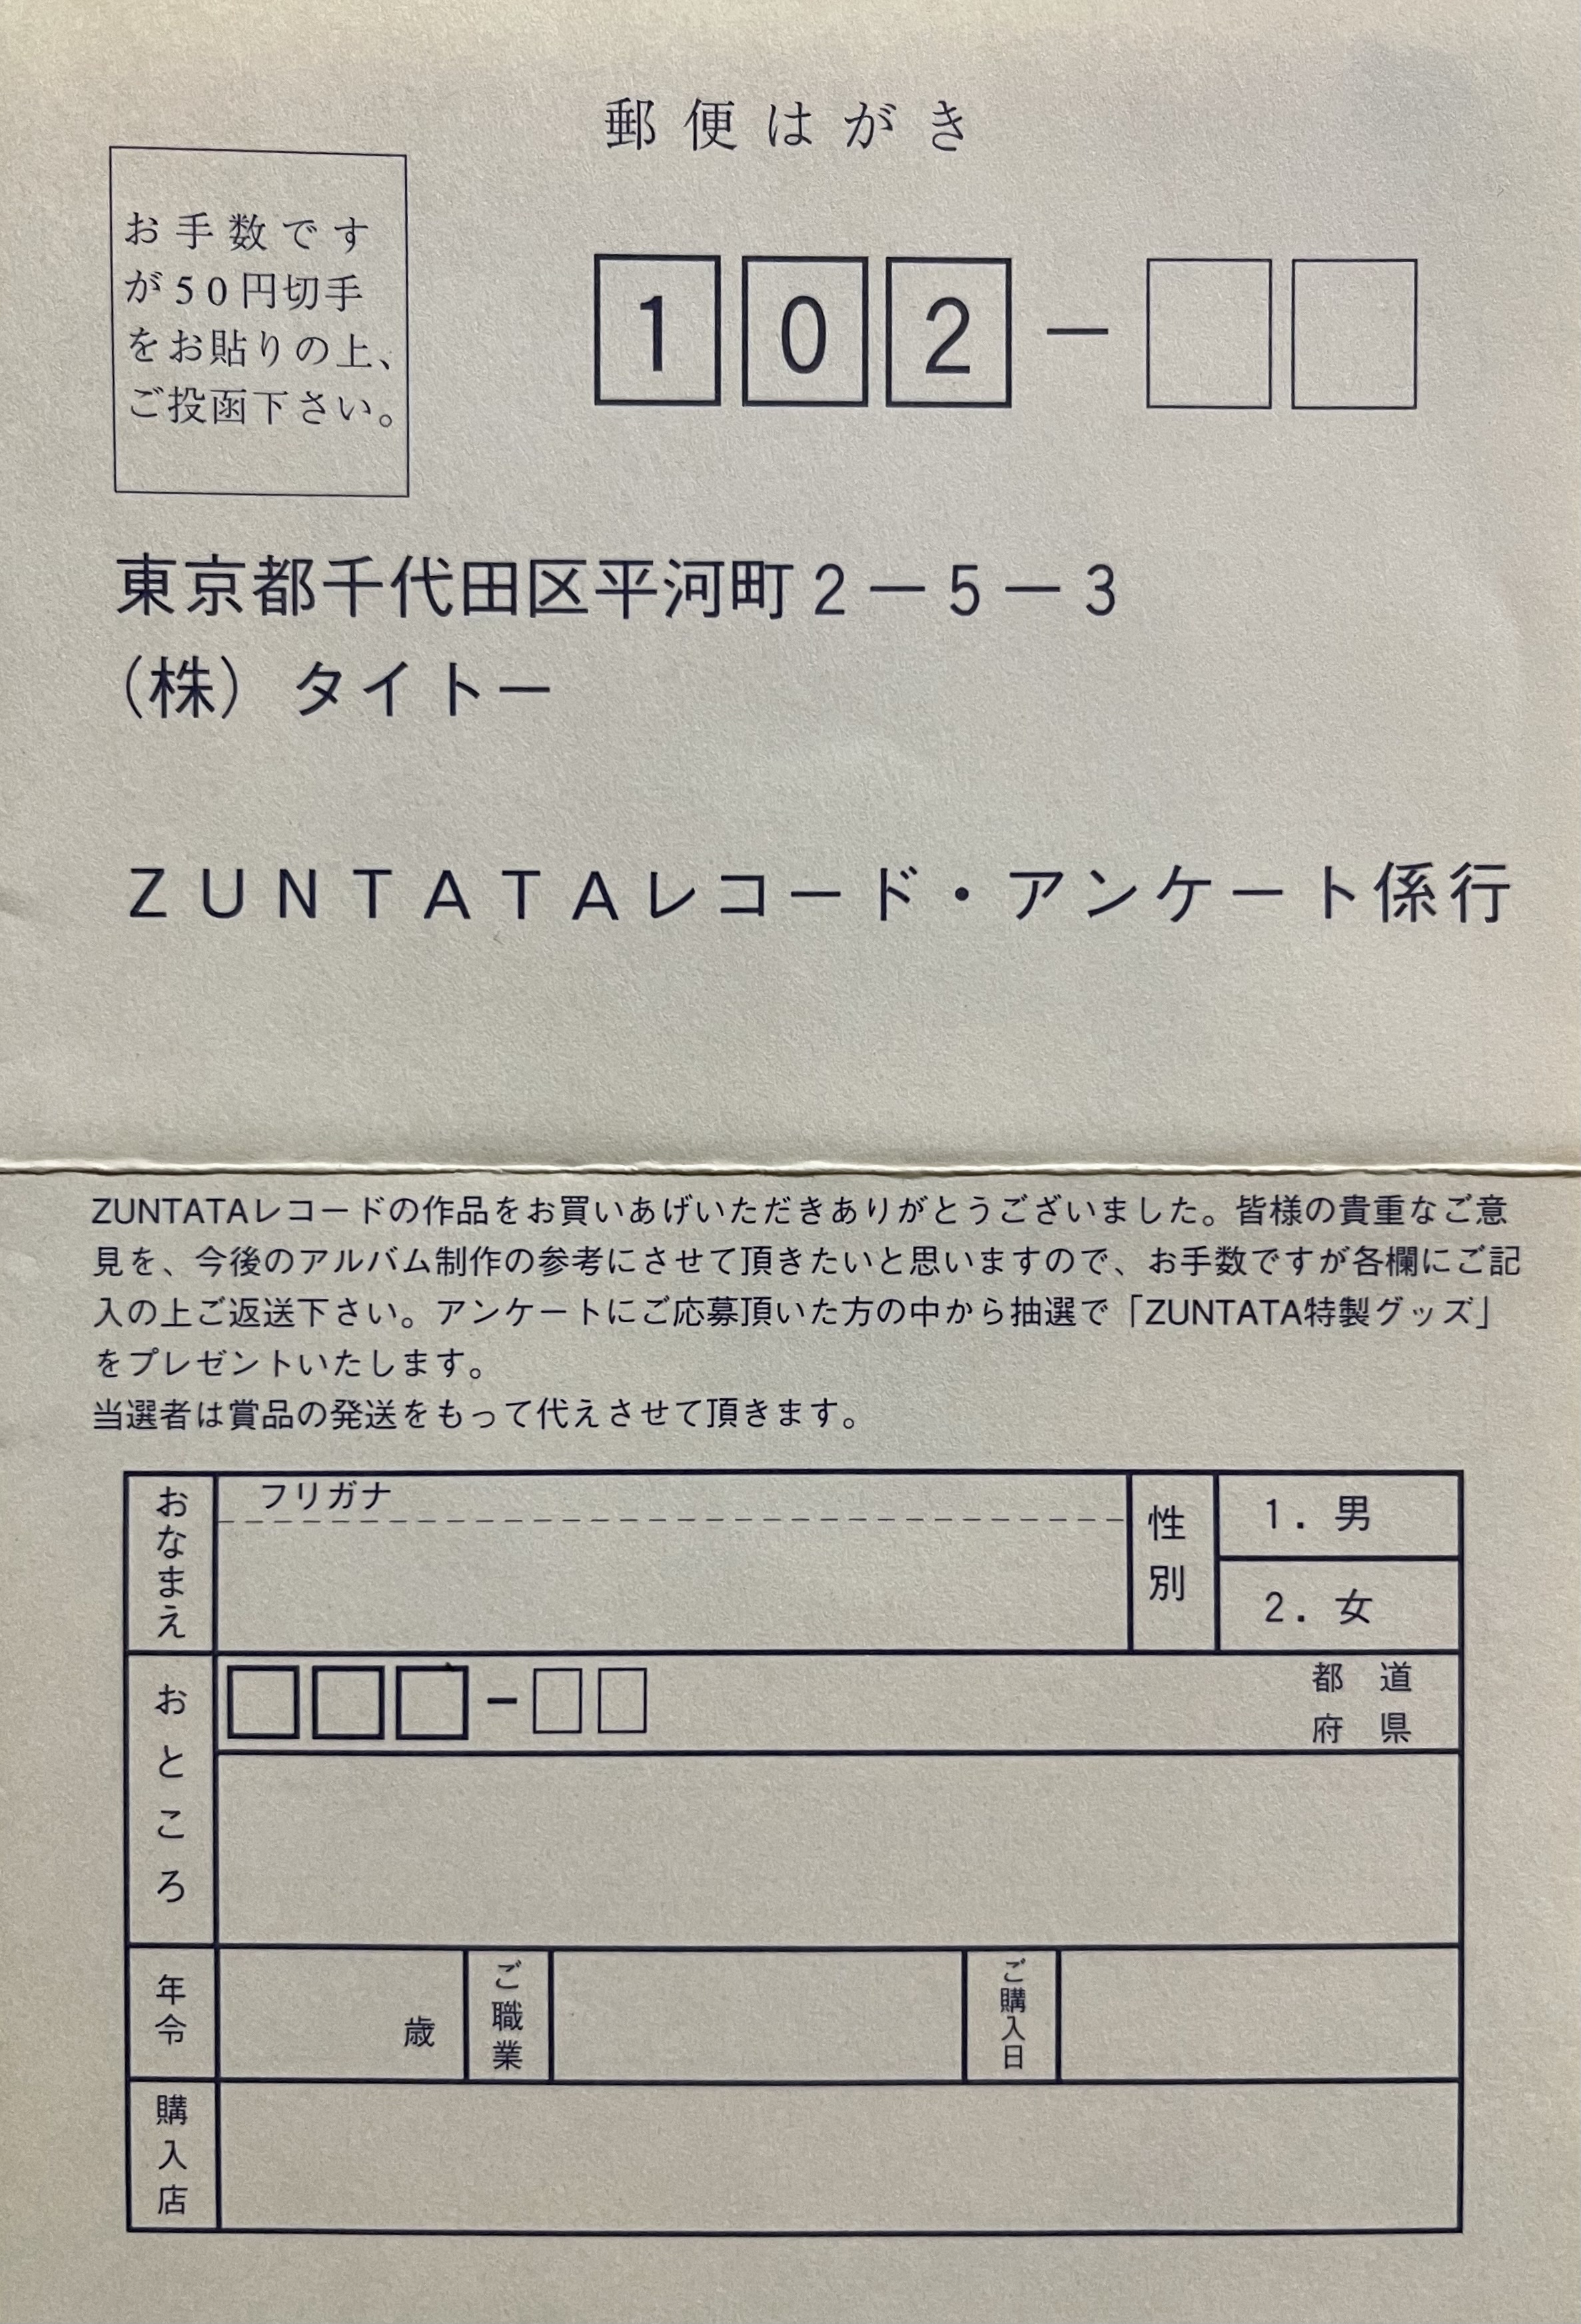 郵便はがき
お手数です
が50円切手
をお貼りの上、
ご投函下さい。
102－
東京都千代田区平河町2－5－3
（株）タイトー
ZUNTATAレコード・アンケート係行
ZUNTATAレコードの作品をお買いあげいただきありがとうございました。皆様の貴重なご意
見を、今後のアルバム制作の参考にさせて頂きたいと思いますので、お手数ですが各欄にご記
入の上ご返送下さい。アンケートにご応募頂いた方の中から抽選で「ZUNTATA特製グッズ」
をプレゼントいたします。
当選者は賞品の発送をもって代えさせて頂きます。
おなまえ
フリガナ
性別
1. 男
2. 女
おところ
－
都道
府県
年令
歳
ご職業
ご購入日
購入店